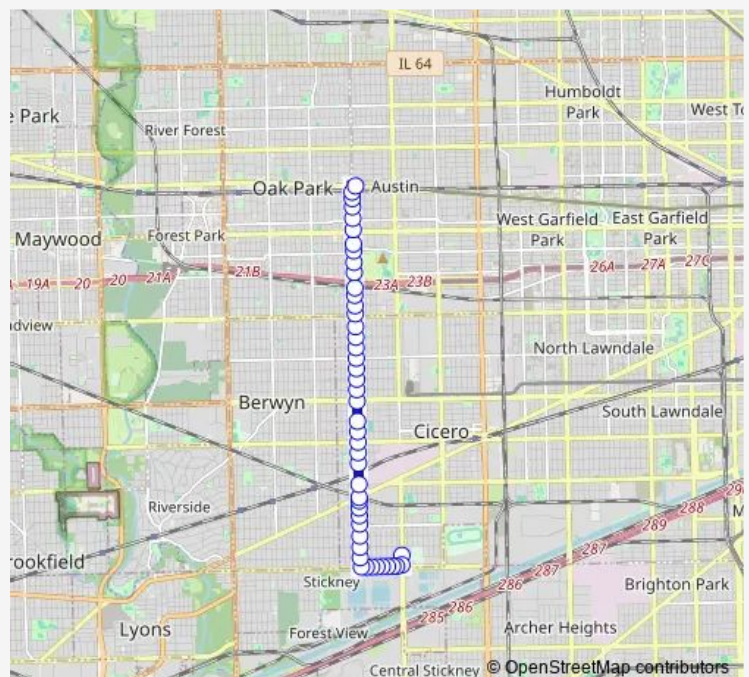 IL 64
Humboldt
Park
e Park
River Forest
West To
Oak Park
Austin
West Garfield
Park
East Garfield
Park
Maywood
Forest Park
19A
20
20
21A
21B
23A
23B
26A
27A
27C
adview
North Lawndale
Berwyn
South Lawndale
Cicero
Riverside
290
M
288
289
287
287
286
rookfield
Stickney
Brighton Park
286
285
Lyons
Forest View
Archer Heights
Central Stickney
© OpenStreetMap contributors